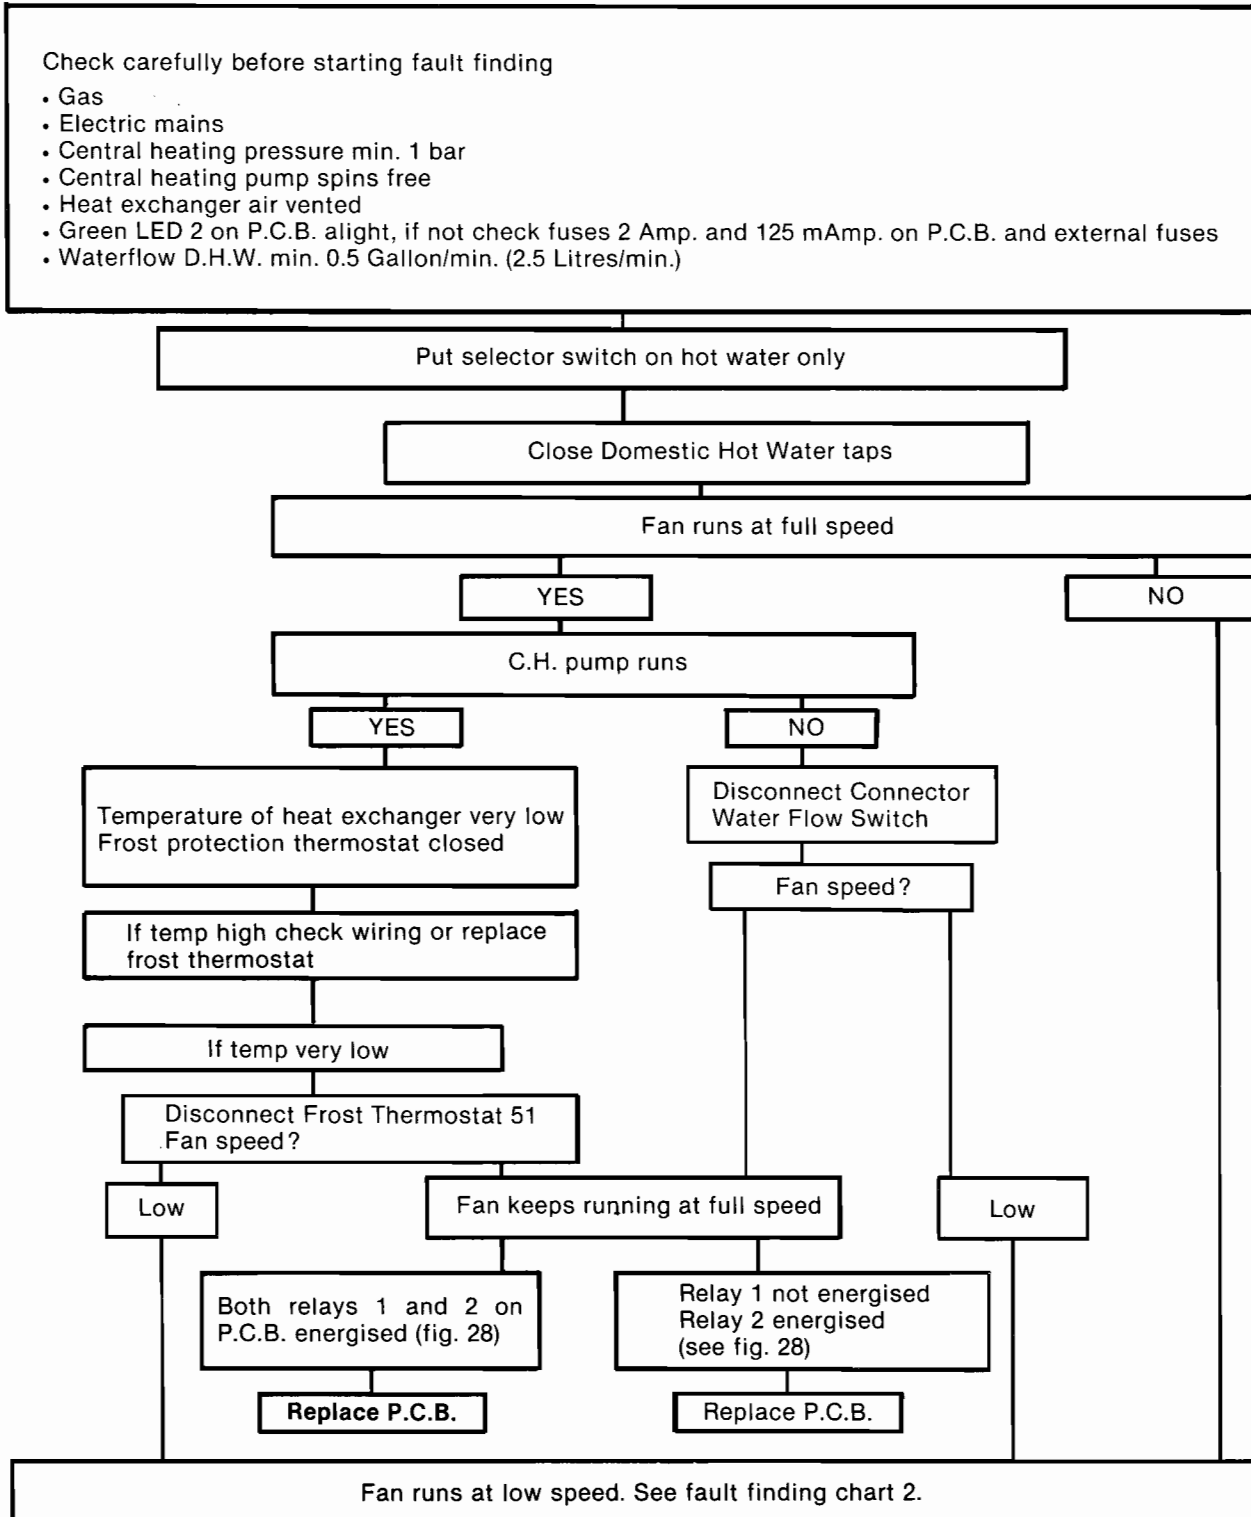 Check carefully before starting fault finding
• Gas
• Electric mains
• Central heating pressure min. 1 bar
• Central heating pump spins free
• Heat exchanger air vented
• Green LED 2 on P.C.B. alight, if not check fuses 2 Amp. and 125 mAmp. on P.C.B. and external fuses
• Waterflow D.H.W. min. 0.5 Gallon/min. (2.5 Litres/min.)
Put selector switch on hot water only
Close Domestic Hot Water taps
Fan runs at full speed
YES
NO
C.H. pump runs
YES
NO
Temperature of heat exchanger very low
Frost protection thermostat closed
Disconnect Connector
Water Flow Switch
Fan speed?
If temp high check wiring or replace
frost thermostat
If temp very low
Disconnect Frost Thermostat 51
Fan speed?
Low
Fan keeps running at full speed
Low
Both relays 1 and 2 on
P.C.B. energised (fig. 28)
Relay 1 not energised
Relay 2 energised
(see fig. 28)
Replace P.C.B.
Replace P.C.B.
Fan runs at low speed. See fault finding chart 2.